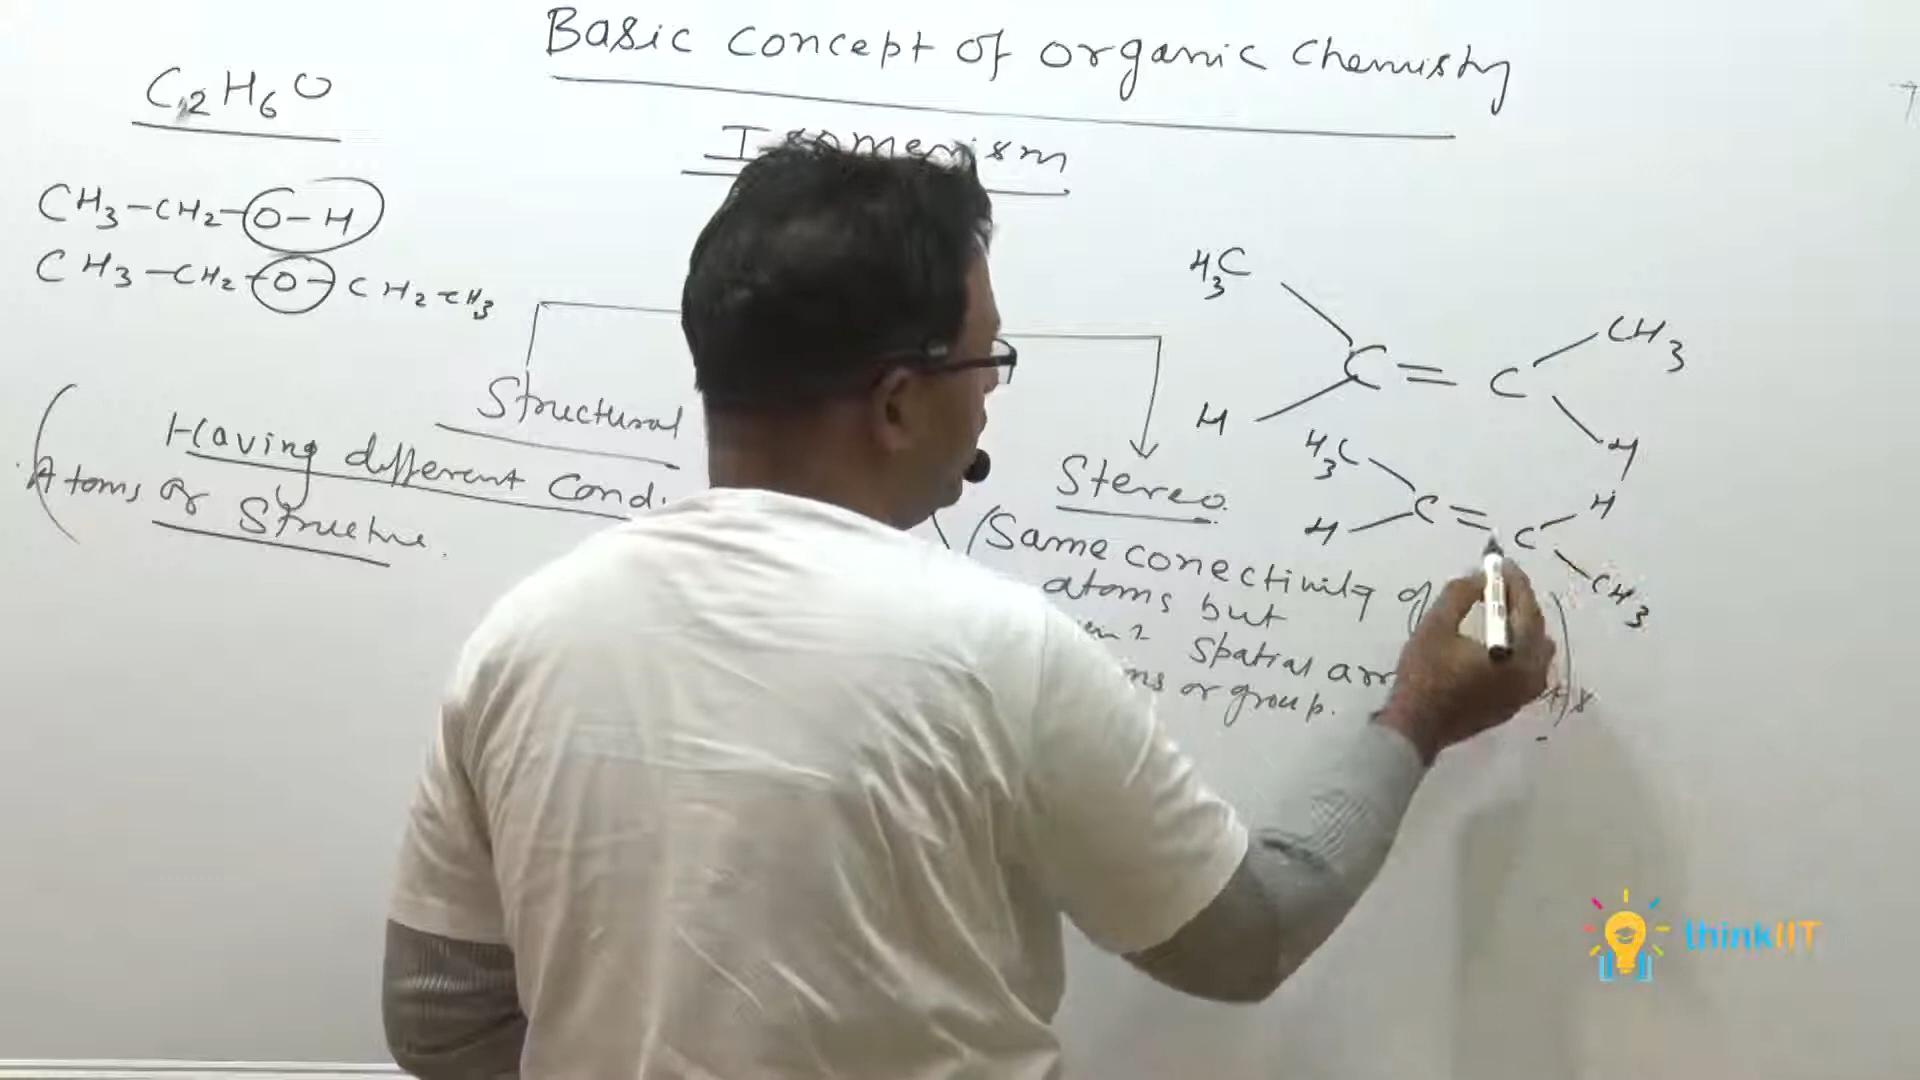 Basic concept of organic Chemistry
Isomerism
C2H6O
CH3-CH2-O-H
CH3-CH2-O-CH2-CH3
Structural
Having different Cond.
Atoms or Structre.
Stereo.
(Same conectivity of
atoms but
Spatial arr
or group.
H3C
CH3
C=C
H
H
H3C
H
C=C
H
CH3
thinkIIT